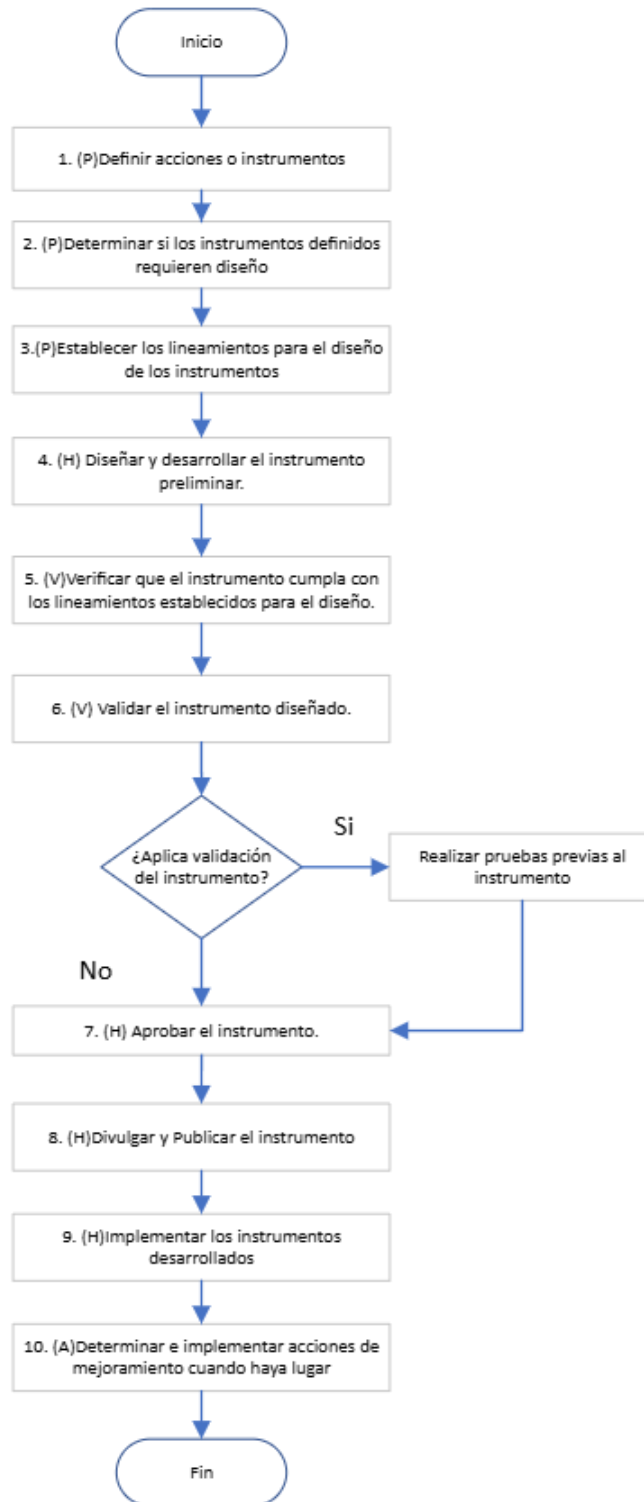 Inicio
1. (P)Definir acciones o instrumentos
2. (P)Determinar si los instrumentos definidos
requieren diseño
3.(P)Establecer los lineamientos para el diseño
de los instrumentos
4. (H) Diseñar y desarrollar el instrumento
preliminar.
5. (V)Verificar que el instrumento cumpla con
los lineamientos establecidos para el diseño.
6. (V) Validar el instrumento diseñado.
¿Aplica validación
del instrumento?
Si
Realizar pruebas previas al
instrumento
No
7. (H) Aprobar el instrumento.
8. (H)Divulgar y Publicar el instrumento
9. (H)Implementar los instrumentos
desarrollados
10. (A)Determinar e implementar acciones de
mejoramiento cuando haya lugar
Fin